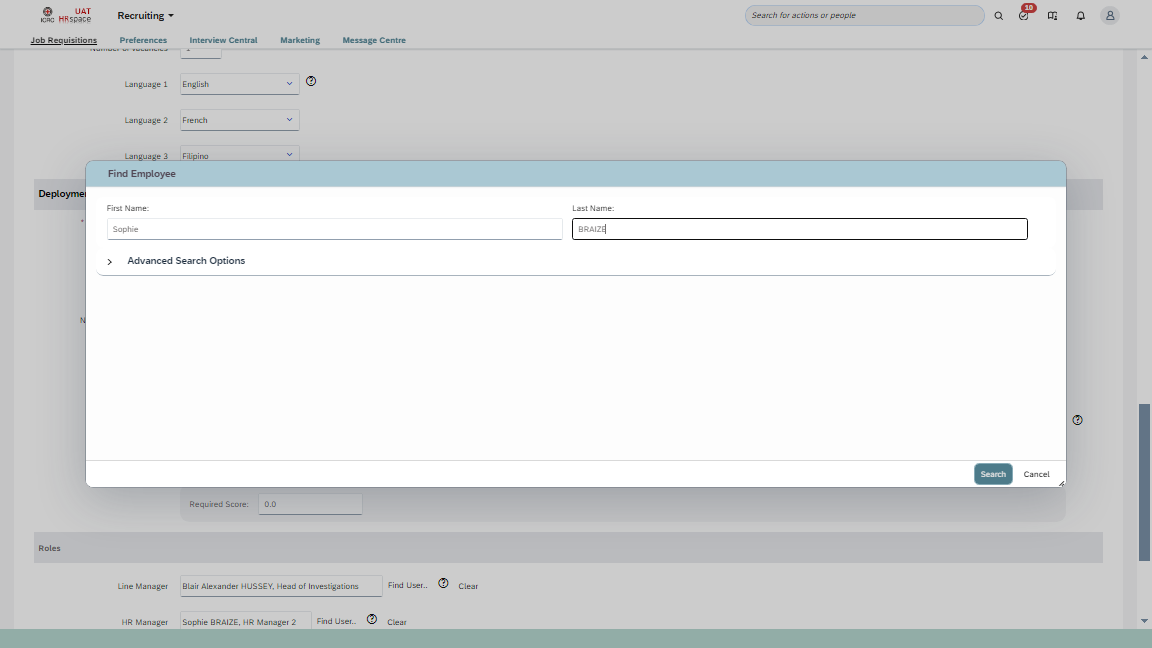 UAT
ICRC HRspace
Recruiting
Search for actions or people
10
Job Requisitions
Preferences
Interview Central
Marketing
Message Centre
Number of vacancies
Language 1
English
Language 2
French
Language 3
Filipino
Find Employee
First Name:
Last Name:
Sophie
BRAIZE
Advanced Search Options
Search
Cancel
Required Score:
0.0
Roles
Line Manager
Blair Alexander HUSSEY, Head of Investigations
Find User..
Clear
HR Manager
Sophie BRAIZE, HR Manager 2
Find User..
Clear